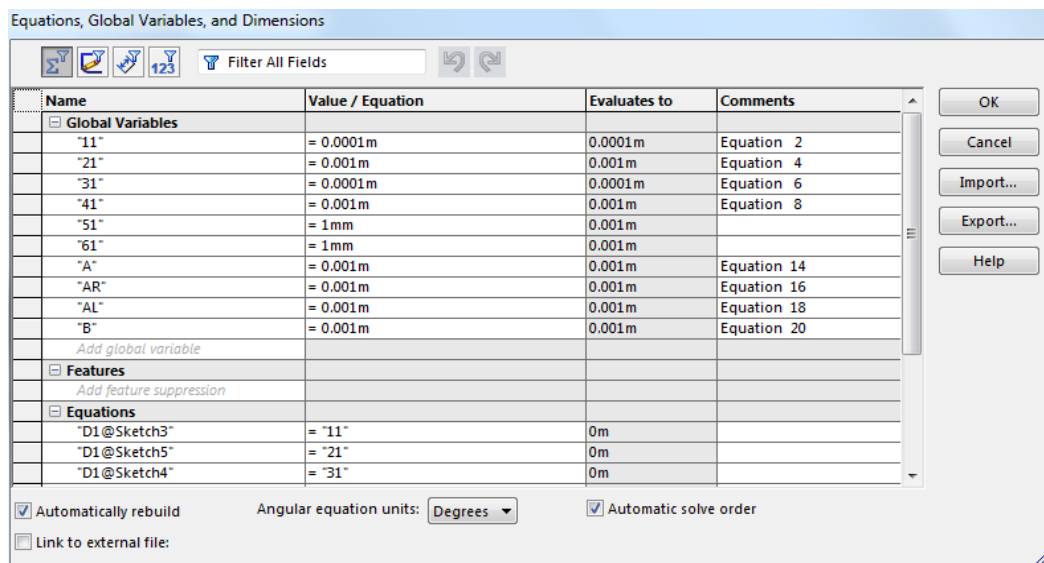 Equations, Global Variables, and Dimensions
123 Filter All Fields
Name Value / Equation Evaluates to Comments
Global Variables
"11" = 0.0001m 0.0001m Equation 2
"21" = 0.001m 0.001m Equation 4
"31" = 0.0001m 0.0001m Equation 6
"41" = 0.001m 0.001m Equation 8
"51" = 1mm 0.001m
"61" = 1mm 0.001m
"A" = 0.001m 0.001m Equation 14
"AR" = 0.001m 0.001m Equation 16
"AL" = 0.001m 0.001m Equation 18
"B" = 0.001m 0.001m Equation 20
Add global variable
Features
Add feature suppression
Equations
"D1@Sketch3" = "11" 0m
"D1@Sketch5" = "21" 0m
"D1@Sketch4" = "31" 0m
OK
Cancel
Import...
Export...
Help
Automatically rebuild Angular equation units: Degrees Automatic solve order
Link to external file: